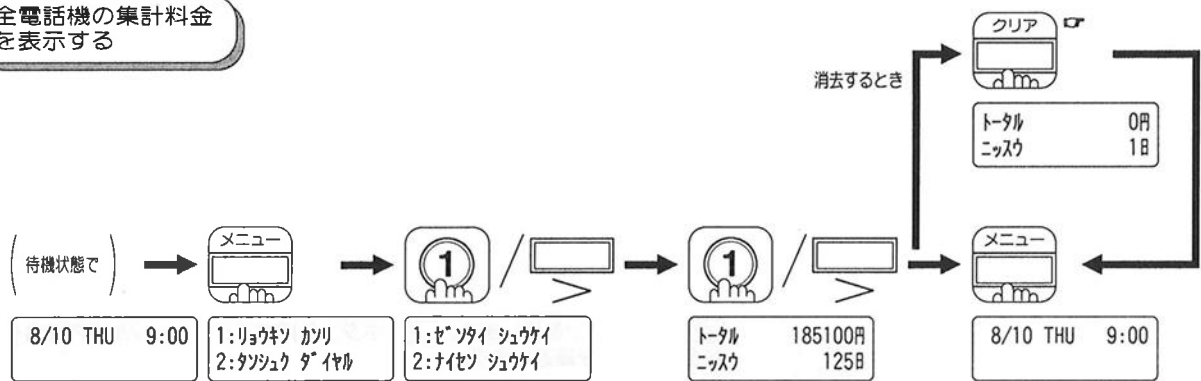 全電話機の集計料金
を表示する
クリア ☞
消去するとき
トータル 0円
ニッスウ 1日
待機状態で
メニュー
1
>
1
>
メニュー
8/10 THU 9:00
1:リョウキン カンリ
2:タンシュク ダイヤル
1:ゼンタイ シュウケイ
2:ナイセン シュウケイ
トータル 185100円
ニッスウ 125日
8/10 THU 9:00